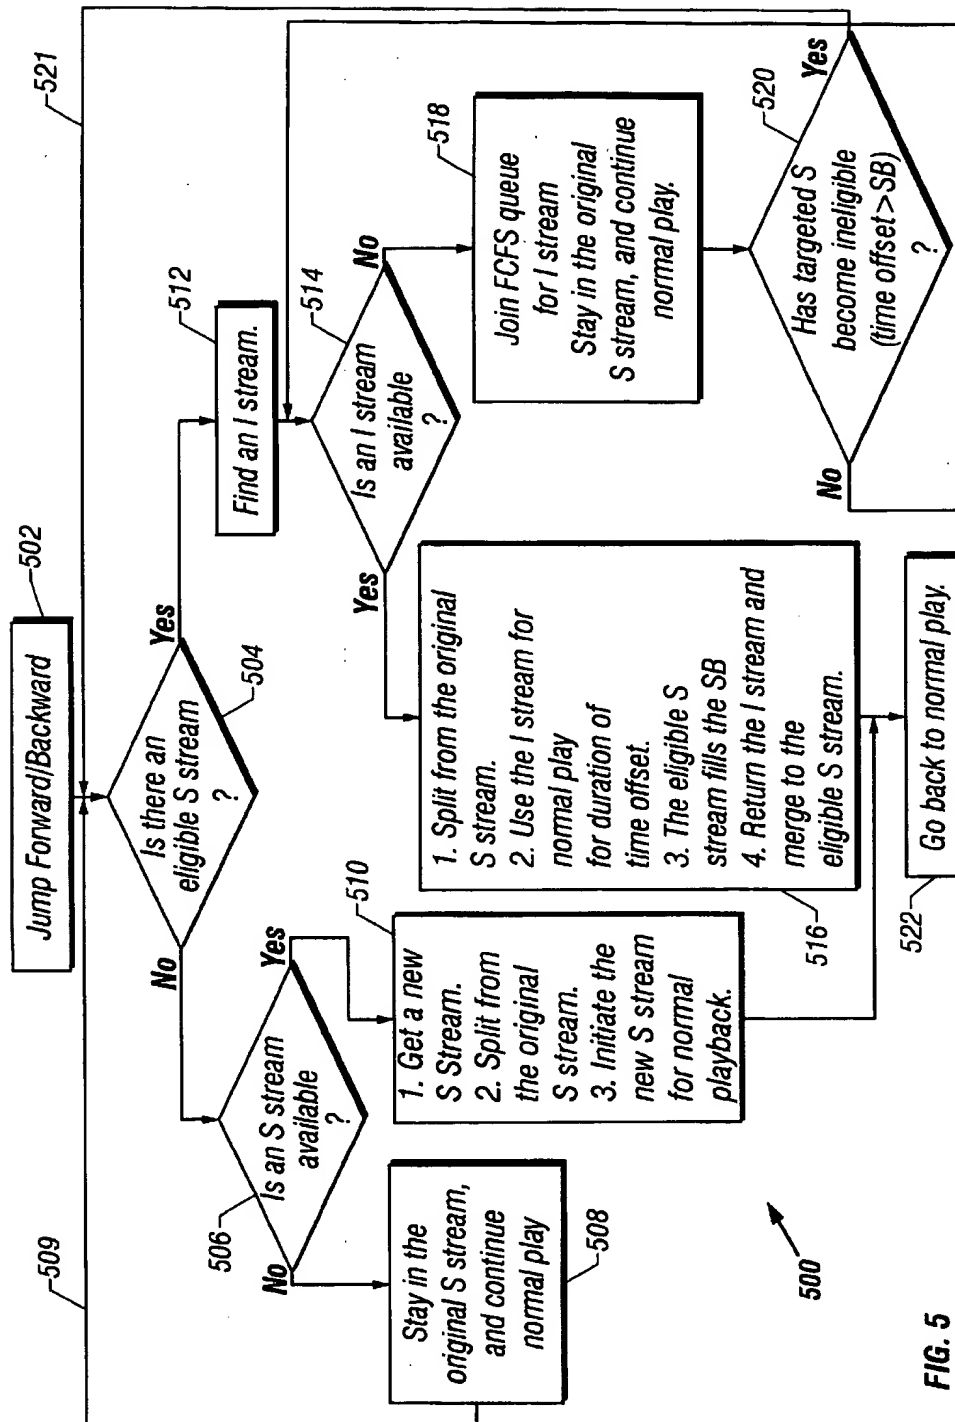 Jump Forward/Backward
502
509
521
Is there an
eligible S stream
?
504
No
Yes
Is an S stream
available
?
506
No
Yes
Stay in the
original S stream,
and continue
normal play
508
1. Get a new
S Stream.
2. Split from
the original
S stream.
3. Initiate the
new S stream
for normal
playback.
510
Find an I stream.
512
Is an I stream
available
?
514
Yes
No
1. Split from the original
S stream.
2. Use the I stream for
normal play
for duration of
time offset.
3. The eligible S
stream fills the SB
4. Return the I stream and
merge to the
eligible S stream.
516
Join FCFS queue
for I stream
Stay in the original
S stream, and continue
normal play.
518
Has targeted S
become ineligible
(time offset>SB)
?
520
Yes
No
Go back to normal play.
522
500
FIG. 5